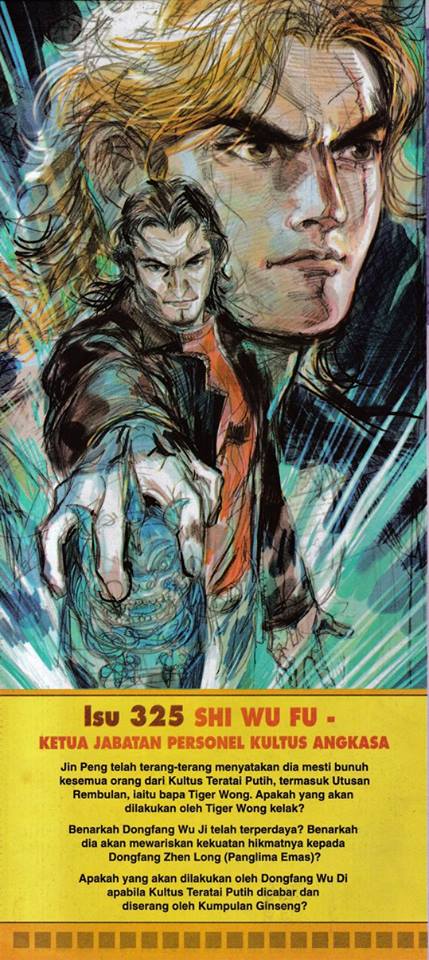 Isu 325 SHI WU FU -
KETUA JABATAN PERSONEL KULTUS ANGKASA
Jin Peng telah terang-terang menyatakan dia mesti bunuh
kesemua orang dari Kultus Teratai Putih, termasuk Utusan
Rembulan, iaitu bapa Tiger Wong. Apakah yang akan
dilakukan oleh Tiger Wong kelak?
Benarkah Dongfang Wu Ji telah terperdaya? Benarkah
dia akan mewariskan kekuatan hikmatnya kepada
Dongfang Zhen Long (Panglima Emas)?
Apakah yang akan dilakukan oleh Dongfang Wu Di
apabila Kultus Teratai Putih dicabar dan
diserang oleh Kumpulan Ginseng?